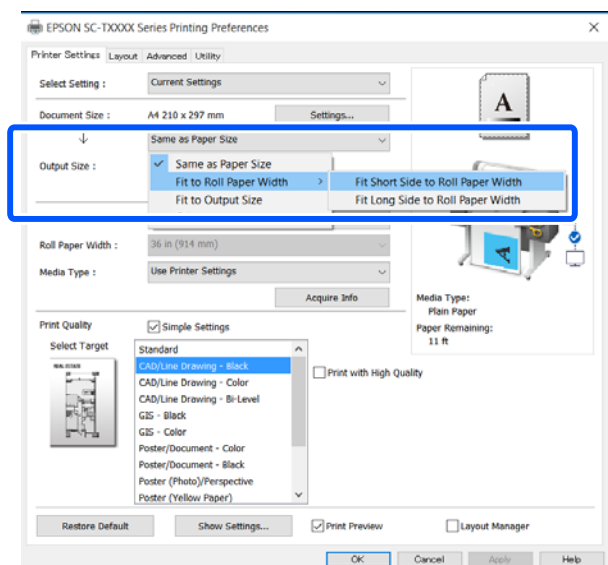 EPSON SC-TXXXX Series Printing Preferences
Printer Settings Layout Advanced Utility
Select Setting : Current Settings
Document Size : A4 210 x 297 mm Settings...
A
Same as Paper Size
Output Size : Same as Paper Size
Fit to Roll Paper Width Fit Short Side to Roll Paper Width
Fit to Output Size Fit Long Side to Roll Paper Width
Roll Paper Width : 36 in (914 mm)
A
Media Type : Use Printer Settings
Acquire Info
Media Type:
Plain Paper
Paper Remaining:
11 ft
Print Quality Simple Settings
Select Target
Standard
CAD/Line Drawing - Black
Print with High Quality
CAD/Line Drawing - Color
CAD/Line Drawing - Bi-Level
GIS - Black
GIS - Color
Poster/Document - Color
Poster/Document - Black
Poster (Photo)/Perspective
Poster (Yellow Paper)
Restore Default Show Settings... Print Preview Layout Manager
OK Cancel Apply Help